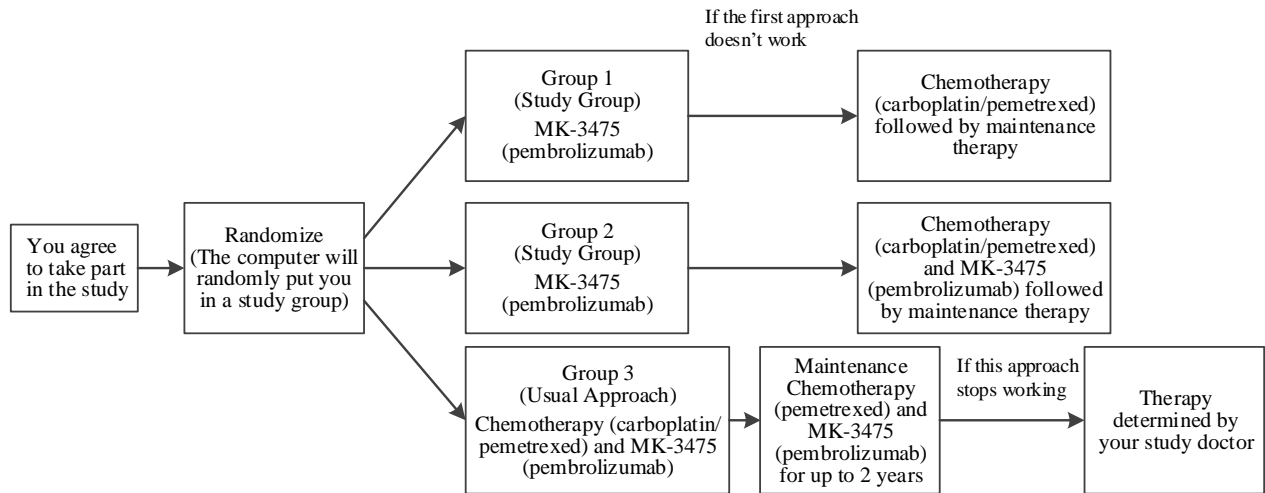 If the first approach
doesn't work
Group 1
(Study Group)
MK-3475
(pembrolizumab)
Chemotherapy
(carboplatin/pemetrexed)
followed by maintenance
therapy
You agree
to take part
in the study
Randomize
(The computer will
randomly put you
in a study group)
Group 2
(Study Group)
MK-3475
(pembrolizumab)
Chemotherapy
(carboplatin/pemetrexed)
and MK-3475
(pembrolizumab) followed
by maintenance therapy
Group 3
(Usual Approach)
Chemotherapy (carboplatin/
pemetrexed) and MK-3475
(pembrolizumab)
Maintenance
Chemotherapy
(pemetrexed) and
MK-3475
(pembrolizumab)
for up to 2 years
If this approach
stops working
Therapy
determined by
your study doctor